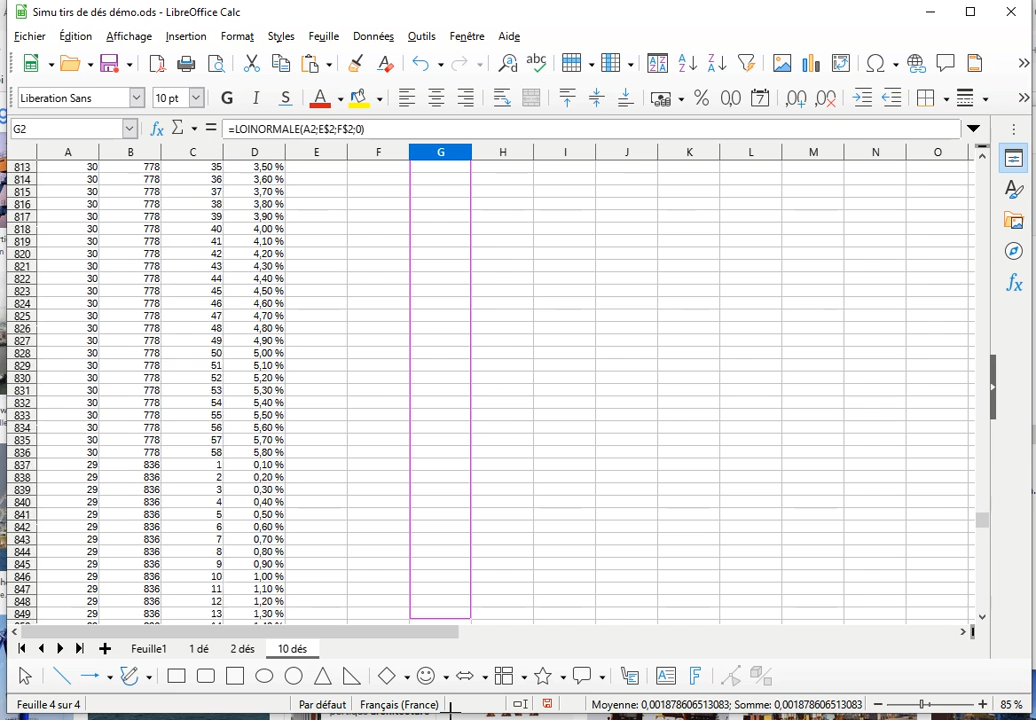 Simu tirs de dés démo.ods - LibreOffice Calc
Fichier Édition Affichage Insertion Format Styles Feuille Données Outils Fenêtre Aide
Liberation Sans 10 pt G I S A
G2 =LOINORMALE(A2;E$2;F$2;0)
A B C D E F G H I J K L M N O
813 30 778 35 3,50 %
814 30 778 36 3,60 %
815 30 778 37 3,70 %
816 30 778 38 3,80 %
817 30 778 39 3,90 %
818 30 778 40 4,00 %
819 30 778 41 4,10 %
820 30 778 42 4,20 %
821 30 778 43 4,30 %
822 30 778 44 4,40 %
823 30 778 45 4,50 %
824 30 778 46 4,60 %
825 30 778 47 4,70 %
826 30 778 48 4,80 %
827 30 778 49 4,90 %
828 30 778 50 5,00 %
829 30 778 51 5,10 %
830 30 778 52 5,20 %
831 30 778 53 5,30 %
832 30 778 54 5,40 %
833 30 778 55 5,50 %
834 30 778 56 5,60 %
835 30 778 57 5,70 %
836 30 778 58 5,80 %
837 29 836 1 0,10 %
838 29 836 2 0,20 %
839 29 836 3 0,30 %
840 29 836 4 0,40 %
841 29 836 5 0,50 %
842 29 836 6 0,60 %
843 29 836 7 0,70 %
844 29 836 8 0,80 %
845 29 836 9 0,90 %
846 29 836 10 1,00 %
847 29 836 11 1,10 %
848 29 836 12 1,20 %
849 29 836 13 1,30 %
Feuille1 1 dé 2 dés 10 dés
Feuille 4 sur 4 Par défaut Français (France) Moyenne: 0,001878606513083; Somme: 0,001878606513083 85 %